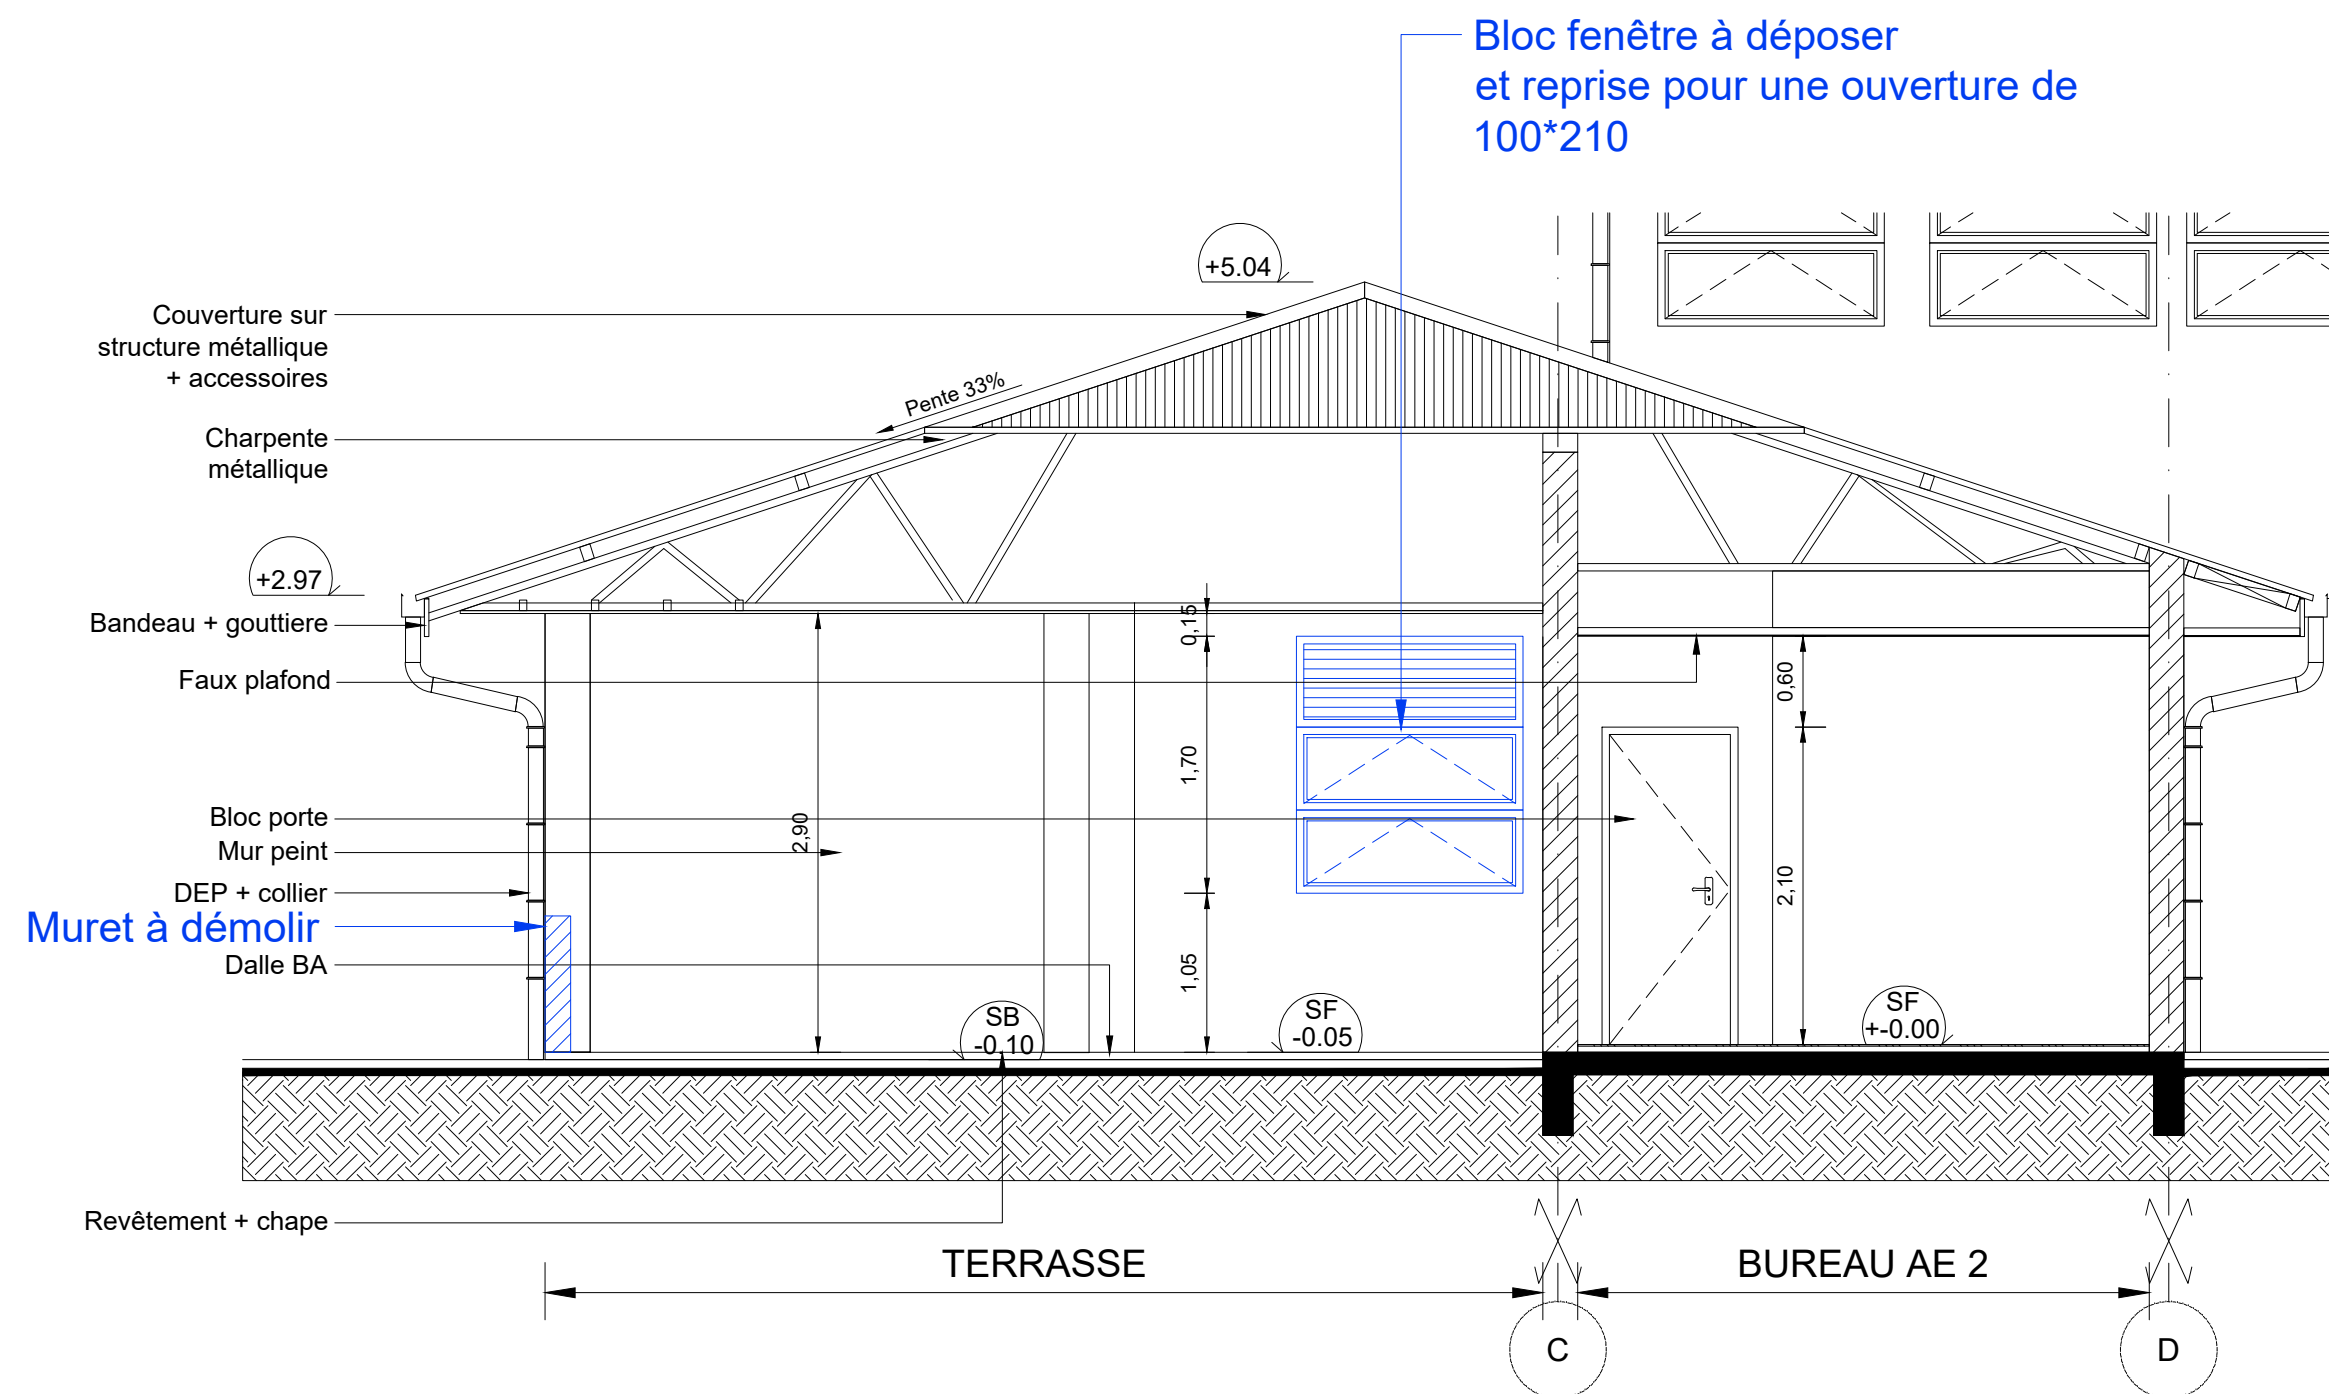 Bloc fenêtre à déposer
et reprise pour une ouverture de
100*210
+5.04
Couverture sur
structure métallique
+ accessoires
Pente 33%
Charpente
métallique
+2.97
Bandeau + gouttiere
0,15
Faux plafond
0,60
1,70
Bloc porte
2,90
Mur peint
2,10
DEP + collier
Muret à démolir
Dalle BA
1,05
SB
-0.10
SF
-0.05
SF
+-0.00
Revêtement + chape
TERRASSE
BUREAU AE 2
C
D